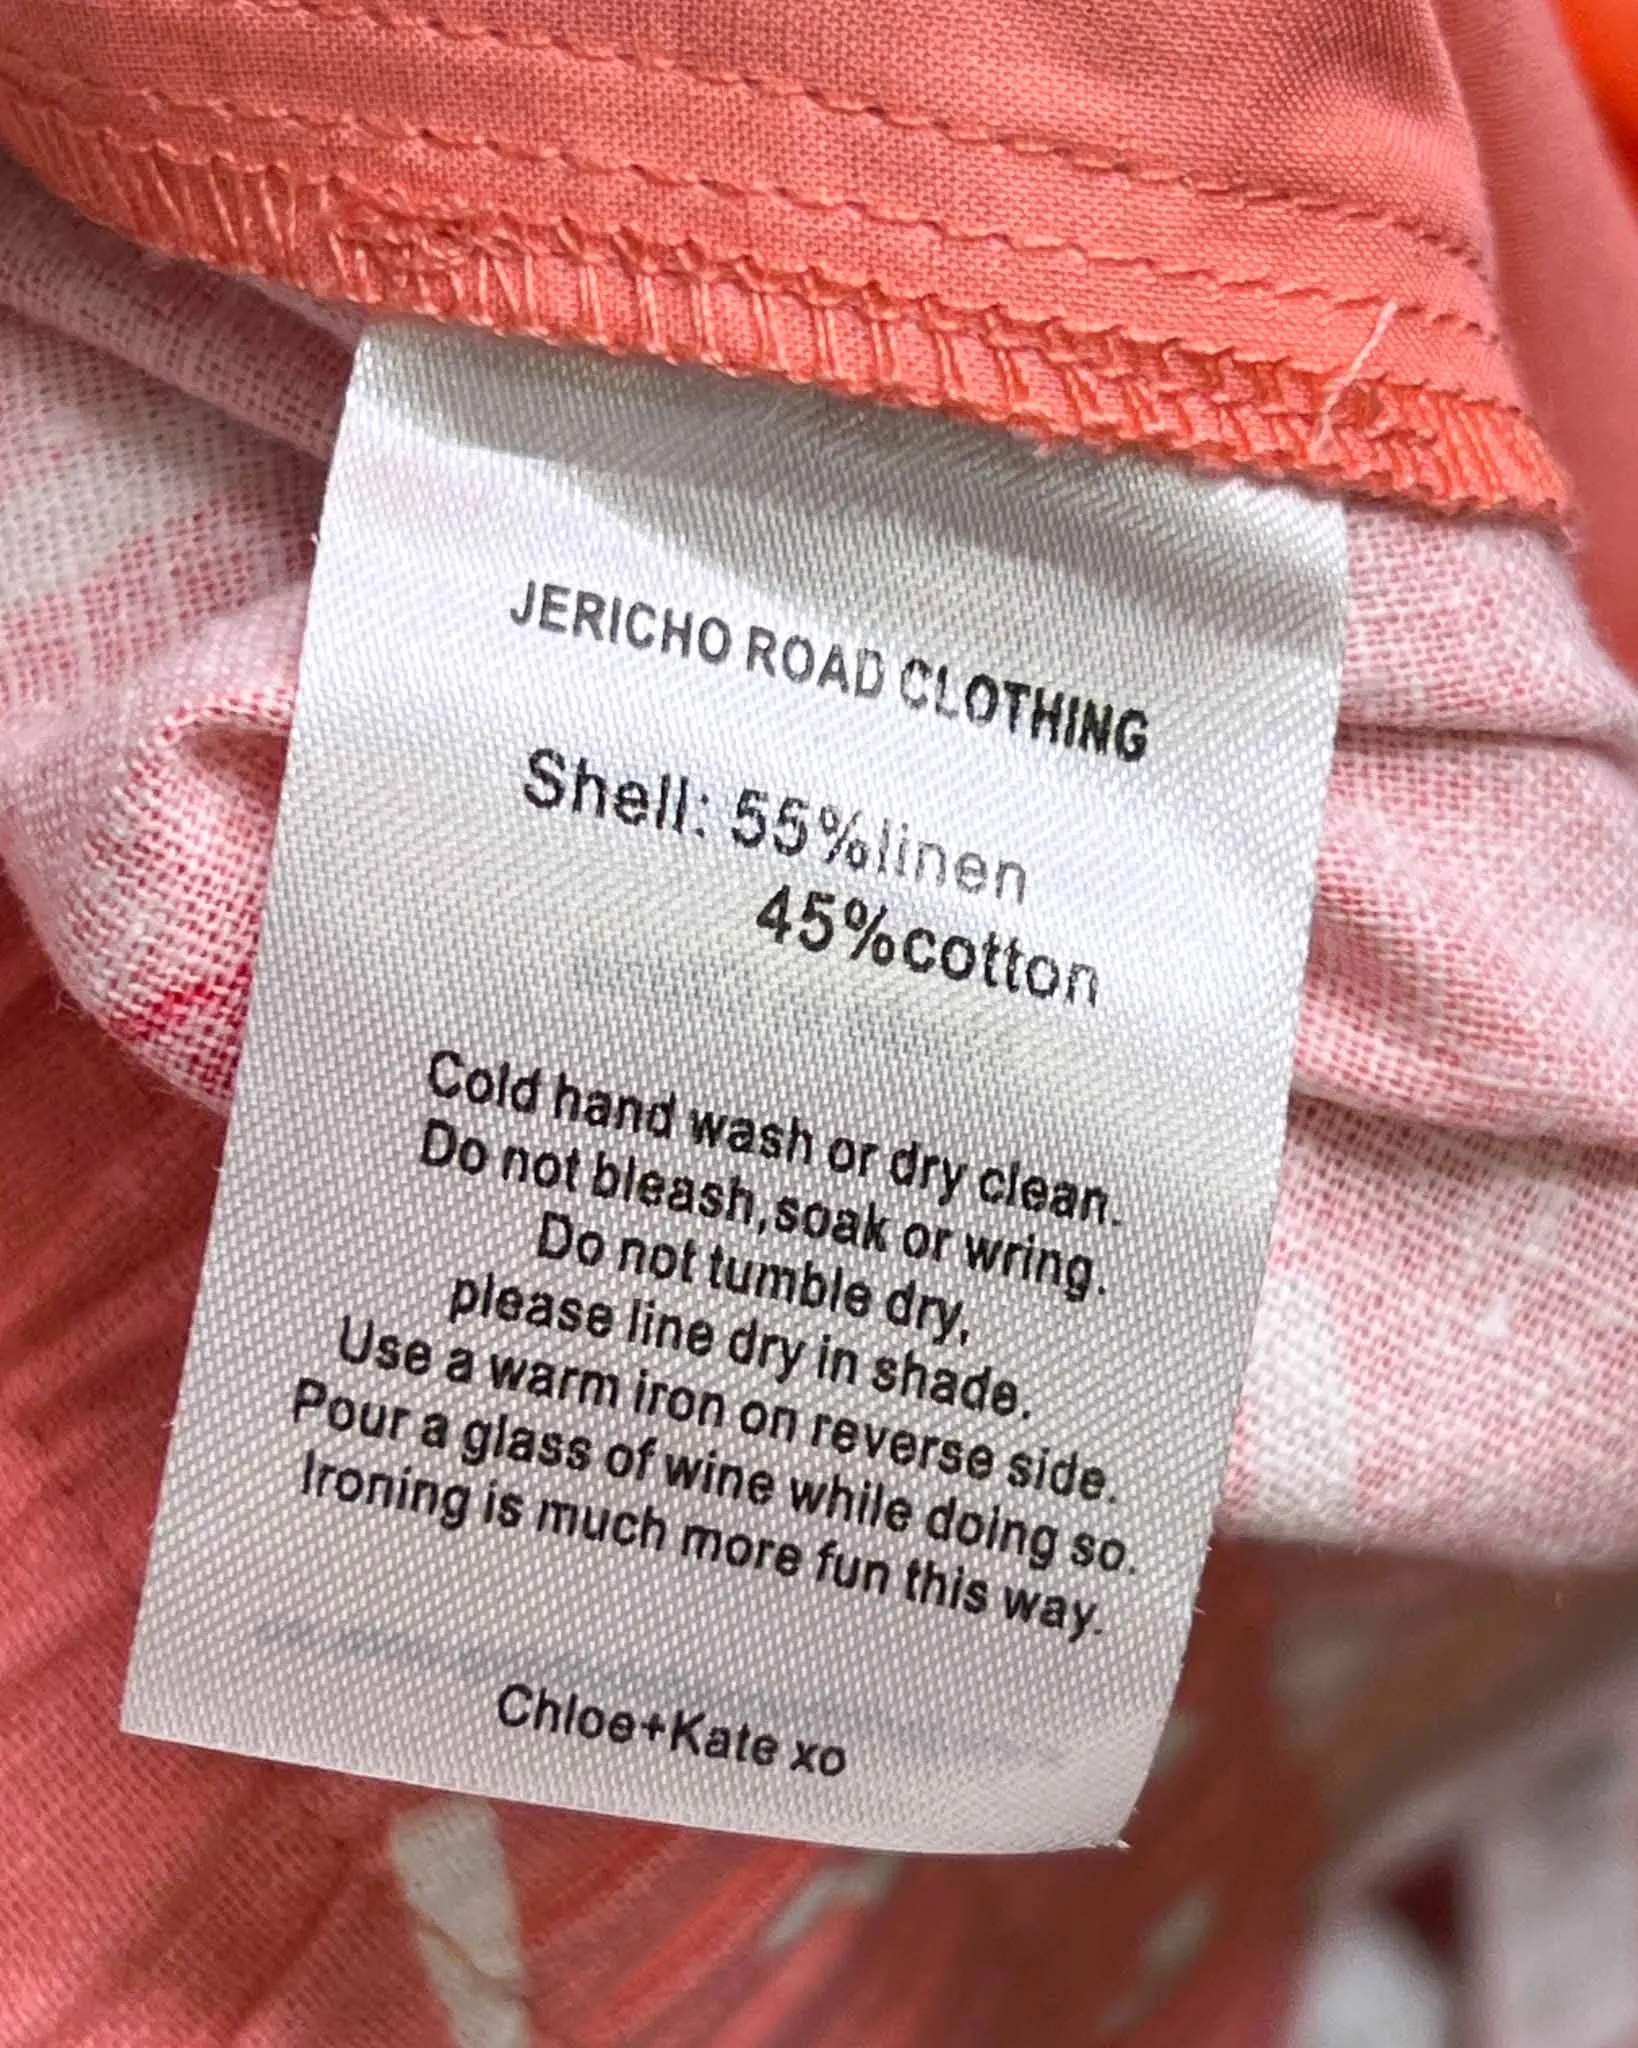 JERICHO ROAD CLOTHING
Shell: 55%linen
45%cotton
Cold hand wash or dry clean.
Do not bleash,soak or wring.
Do not tumble dry,
please line dry in shade.
Use a warm iron on reverse side.
Pour a glass of wine while doing so.
Ironing is much more fun this way.
Chloe+Kate xo